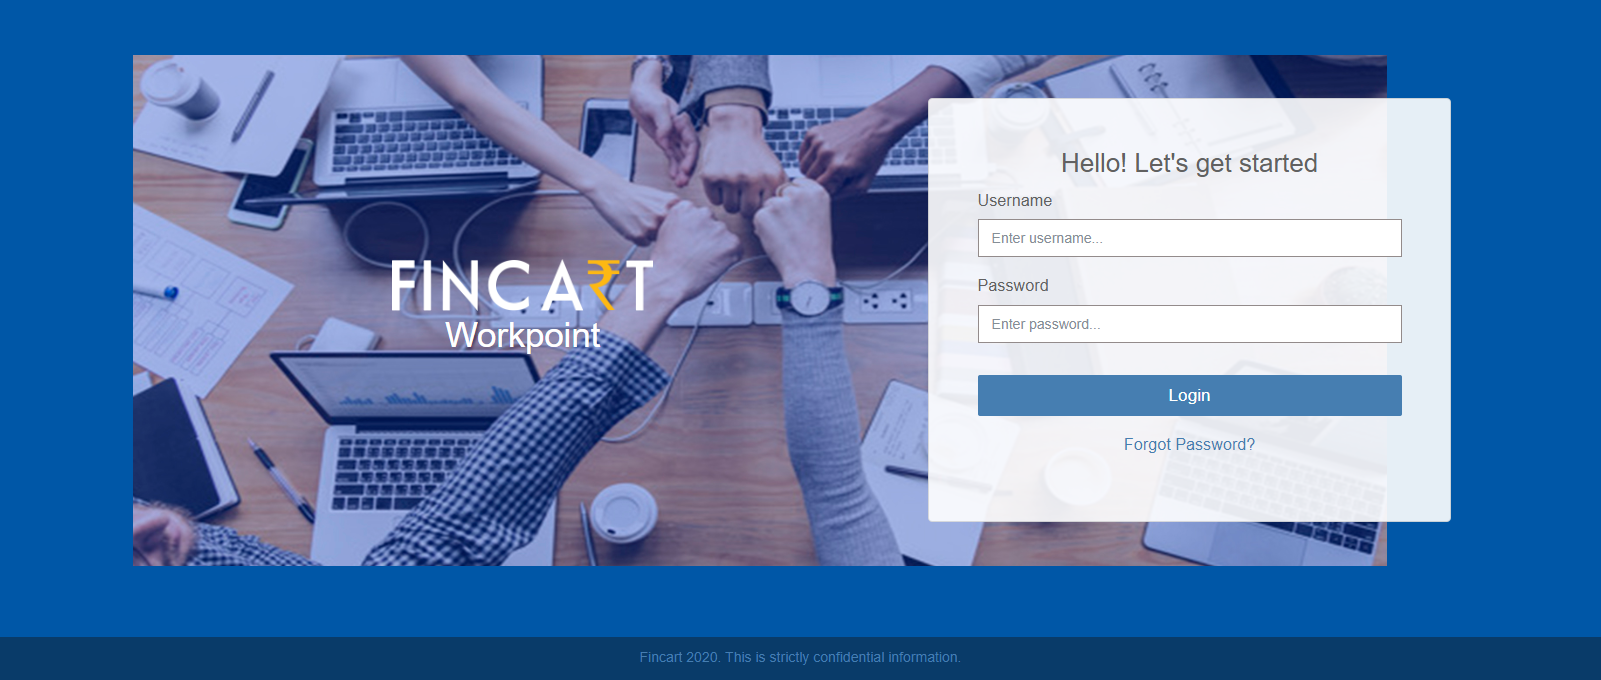 FINCART
Workpoint
Hello! Let's get started
Username
Enter username...
Password
Enter password...
Login
Forgot Password?
Fincart 2020. This is strictly confidential information.